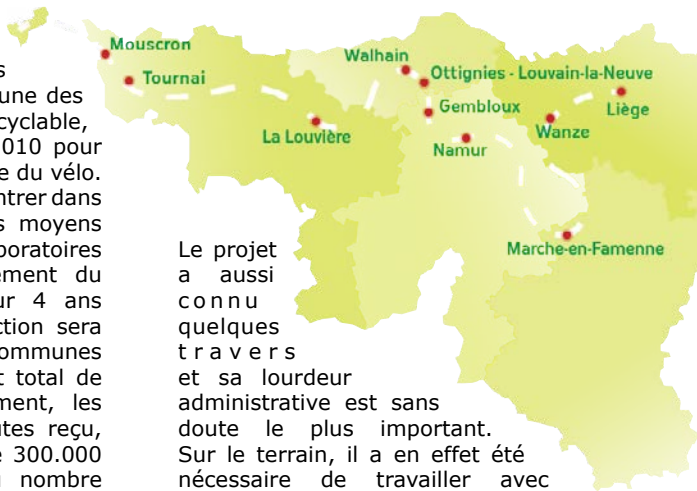 Mouscron
Tournai
La Louvière
Walhain
Ottignies - Louvain-la-Neuve
Gembloux
Namur
Wanze
Liège
Marche-en-Famenne
une des
cyclable,
010 pour
e du vélo.
ntrer dans
s moyens
boratoires
ement du
ur 4 ans
ction sera
ommunes
t total de
ment, les
tes reçu,
e 300.000
nombre
Le projet
a aussi
connu
quelques
travers
et sa lourdeur
administrative est sans
doute le plus important.
Sur le terrain, il a en effet été
nécessaire de travailler avec